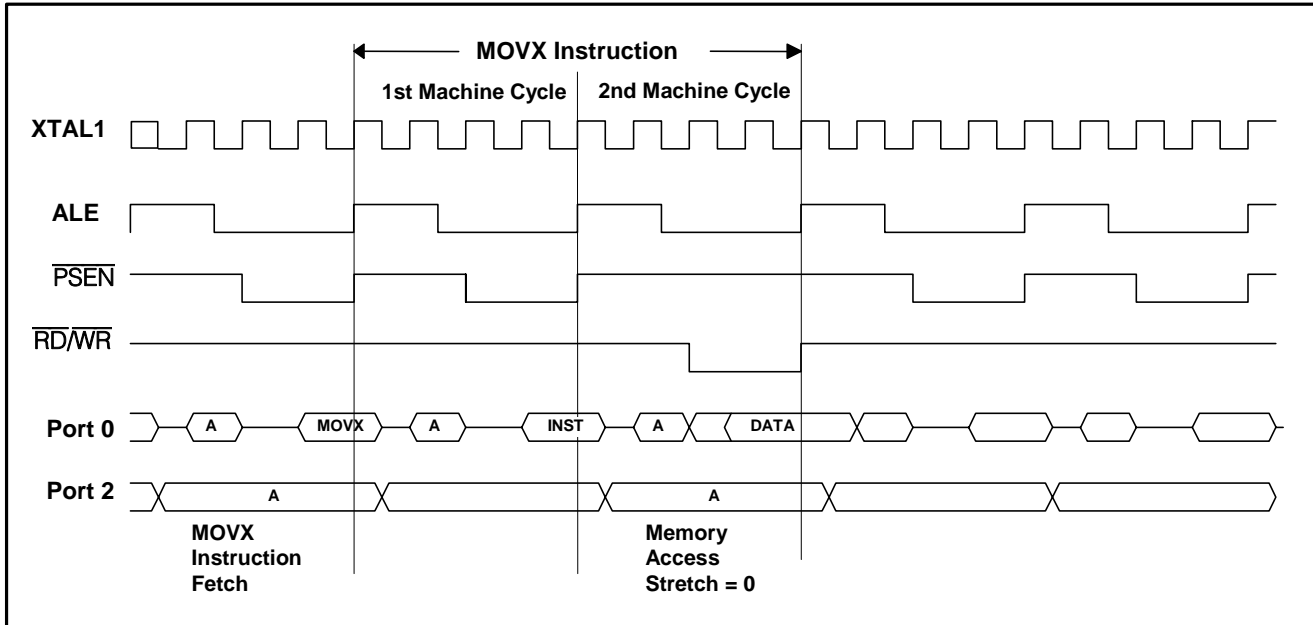 MOVX Instruction
1st Machine Cycle 2nd Machine Cycle
XTAL1
ALE
PSEN
RD/WR
Port 0 A MOVX A INST A DATA
Port 2 A A
MOVX
Instruction
Fetch
Memory
Access
Stretch = 0